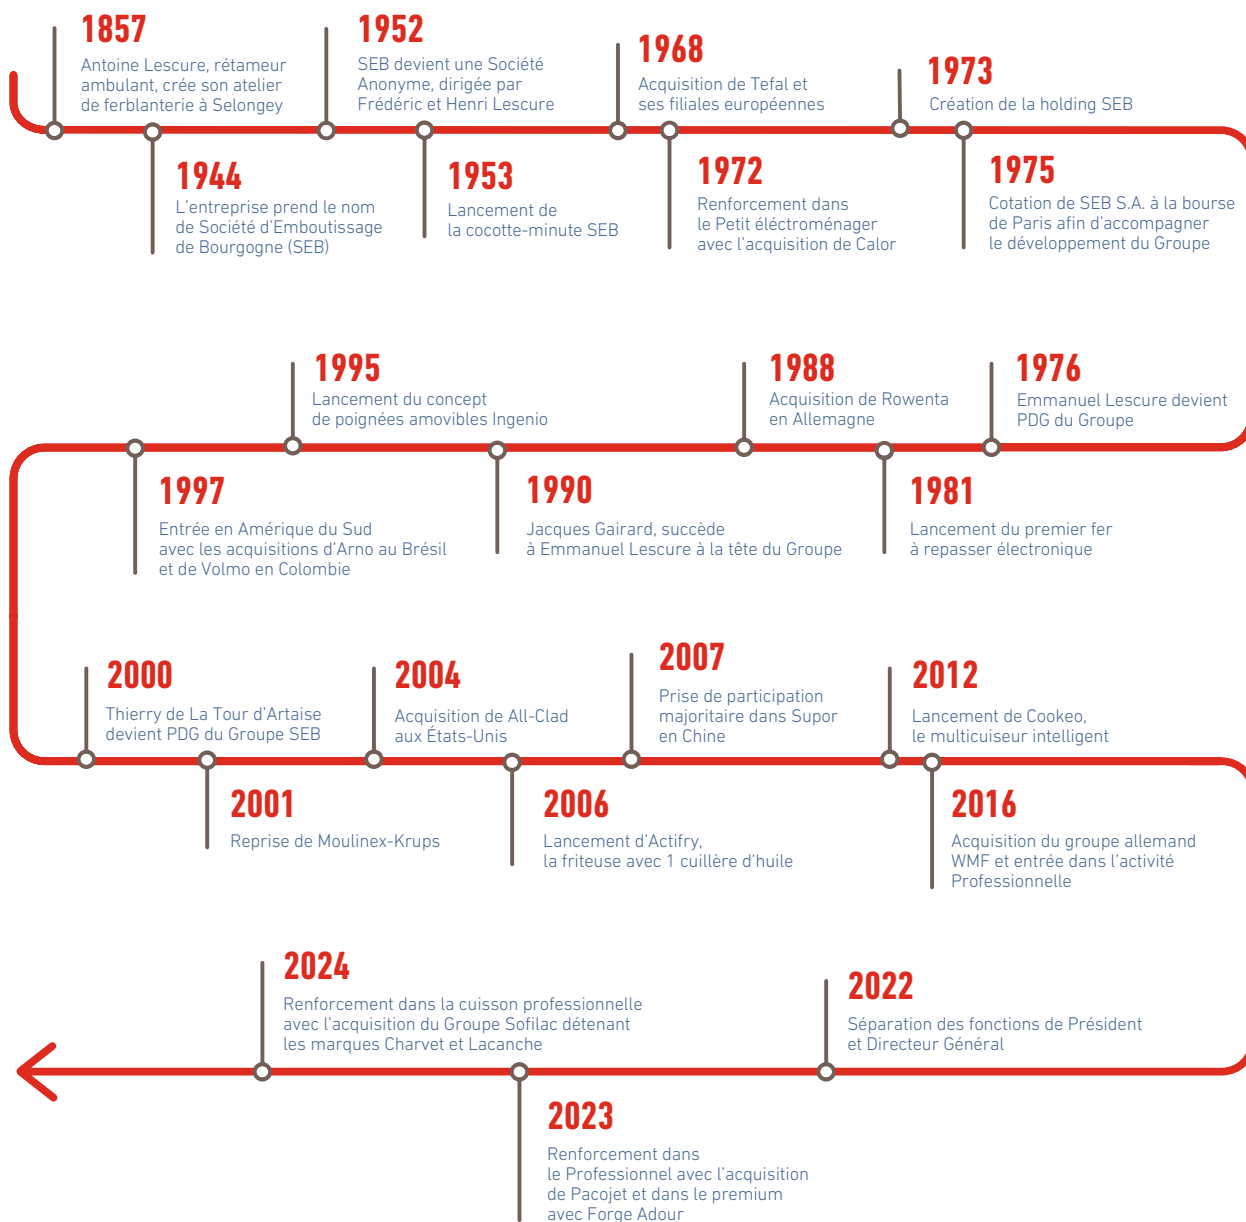 1857
Antoine Lescure, rétameur
ambulant, crée son atelier
de ferblanterie à Selongey
1944
L'entreprise prend le nom
de Société d'Emboutissage
de Bourgogne (SEB)
1952
SEB devient une Société
Anonyme, dirigée par
Frédéric et Henri Lescure
1953
Lancement de
la cocotte-minute SEB
1968
Acquisition de Tefal et
ses filiales européennes
1972
Renforcement dans
le Petit éléctroménager
avec l'acquisition de Calor
1973
Création de la holding SEB
1975
Cotation de SEB S.A. à la bourse
de Paris afin d'accompagner
le développement du Groupe
1976
Emmanuel Lescure devient
PDG du Groupe
1981
Lancement du premier fer
à repasser électronique
1988
Acquisition de Rowenta
en Allemagne
1990
Jacques Gairard, succède
à Emmanuel Lescure à la tête du Groupe
1995
Lancement du concept
de poignées amovibles Ingenio
1997
Entrée en Amérique du Sud
avec les acquisitions d'Arno au Brésil
et de Volmo en Colombie
2000
Thierry de La Tour d'Artaise
devient PDG du Groupe SEB
2001
Reprise de Moulinex-Krups
2004
Acquisition de All-Clad
aux États-Unis
2006
Lancement d'Actifry,
la friteuse avec 1 cuillère d'huile
2007
Prise de participation
majoritaire dans Supor
en Chine
2012
Lancement de Cookeo,
le multicuiseur intelligent
2016
Acquisition du groupe allemand
WMF et entrée dans l'activité
Professionnelle
2022
Séparation des fonctions de Président
et Directeur Général
2023
Renforcement dans
le Professionnel avec l'acquisition
de Pacojet et dans le premium
avec Forge Adour
2024
Renforcement dans la cuisson professionnelle
avec l'acquisition du Groupe Sofilac détenant
les marques Charvet et Lacanche